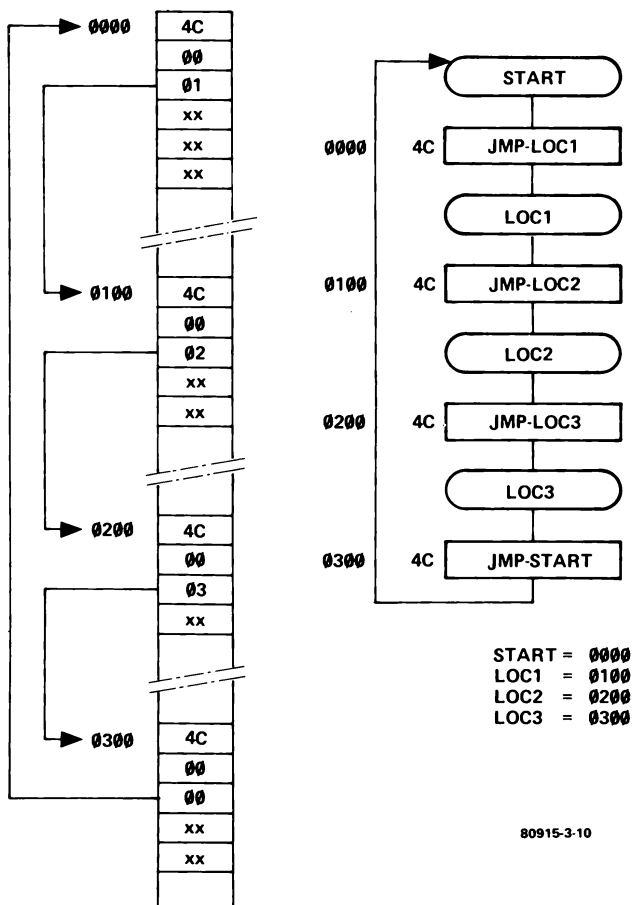 0000
4C
00
01
xx
xx
xx
0100
4C
00
02
xx
xx
0200
4C
00
03
xx
0300
4C
00
00
xx
xx
START
0000 4C JMP-LOC1
LOC1
0100 4C JMP-LOC2
LOC2
0200 4C JMP-LOC3
LOC3
0300 4C JMP-START
START = 0000
LOC1 = 0100
LOC2 = 0200
LOC3 = 0300
80915-3-10